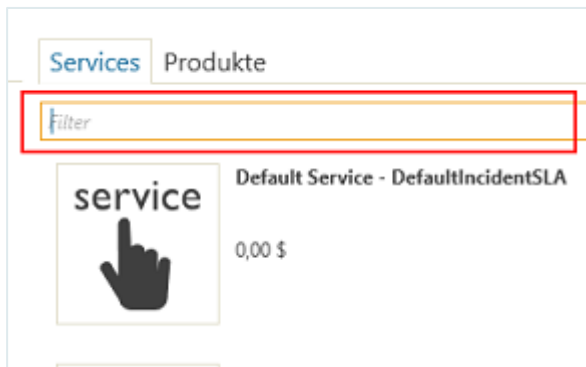 Services Produkte
Filter
service
Default Service - DefaultIncidentSLA
0,00 $